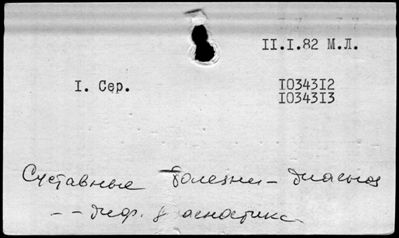 II.I.82 М.Л.
I. Сер. I034312
I034313
Суставные болезни – диагноз
- - диф. диагностика